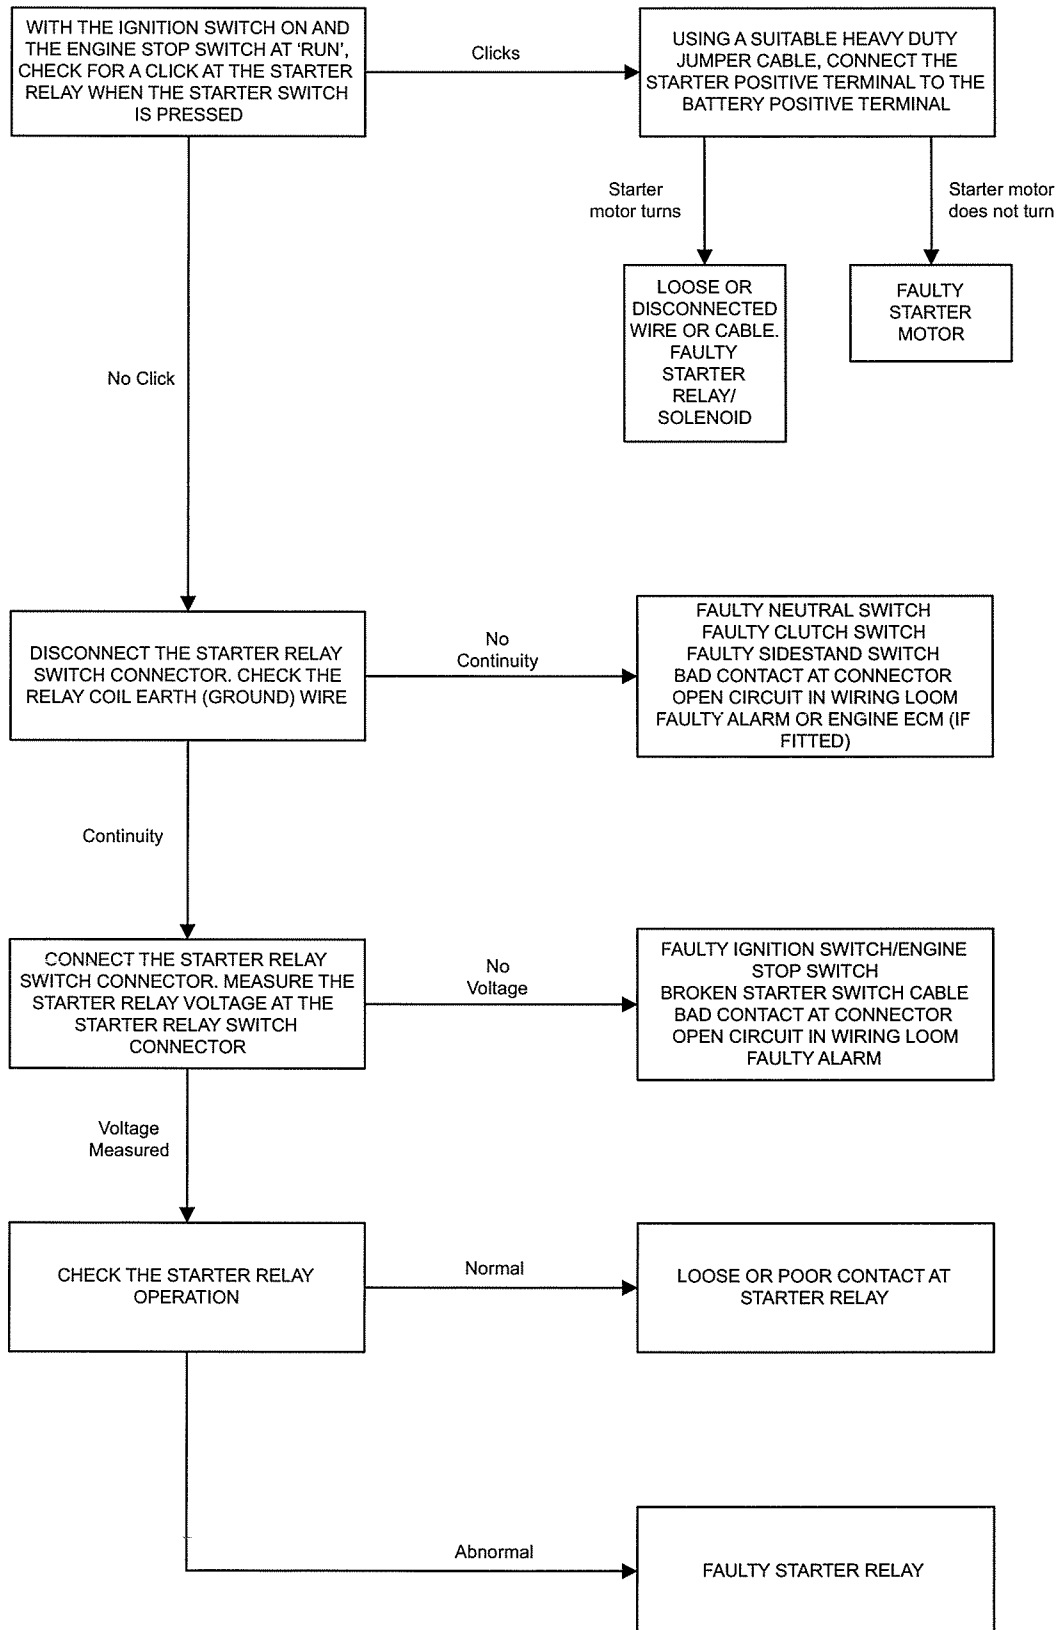 WITH THE IGNITION SWITCH ON AND
THE ENGINE STOP SWITCH AT ‘RUN’,
CHECK FOR A CLICK AT THE STARTER
RELAY WHEN THE STARTER SWITCH
IS PRESSED
Clicks
USING A SUITABLE HEAVY DUTY
JUMPER CABLE, CONNECT THE
STARTER POSITIVE TERMINAL TO THE
BATTERY POSITIVE TERMINAL
Starter
motor turns
Starter motor
does not turn
LOOSE OR
DISCONNECTED
WIRE OR CABLE.
FAULTY
STARTER
RELAY/
SOLENOID
FAULTY
STARTER
MOTOR
No Click
DISCONNECT THE STARTER RELAY
SWITCH CONNECTOR. CHECK THE
RELAY COIL EARTH (GROUND) WIRE
No
Continuity
FAULTY NEUTRAL SWITCH
FAULTY CLUTCH SWITCH
FAULTY SIDESTAND SWITCH
BAD CONTACT AT CONNECTOR
OPEN CIRCUIT IN WIRING LOOM
FAULTY ALARM OR ENGINE ECM (IF
FITTED)
Continuity
CONNECT THE STARTER RELAY
SWITCH CONNECTOR. MEASURE THE
STARTER RELAY VOLTAGE AT THE
STARTER RELAY SWITCH
CONNECTOR
No
Voltage
FAULTY IGNITION SWITCH/ENGINE
STOP SWITCH
BROKEN STARTER SWITCH CABLE
BAD CONTACT AT CONNECTOR
OPEN CIRCUIT IN WIRING LOOM
FAULTY ALARM
Voltage
Measured
CHECK THE STARTER RELAY
OPERATION
Normal
LOOSE OR POOR CONTACT AT
STARTER RELAY
Abnormal
FAULTY STARTER RELAY